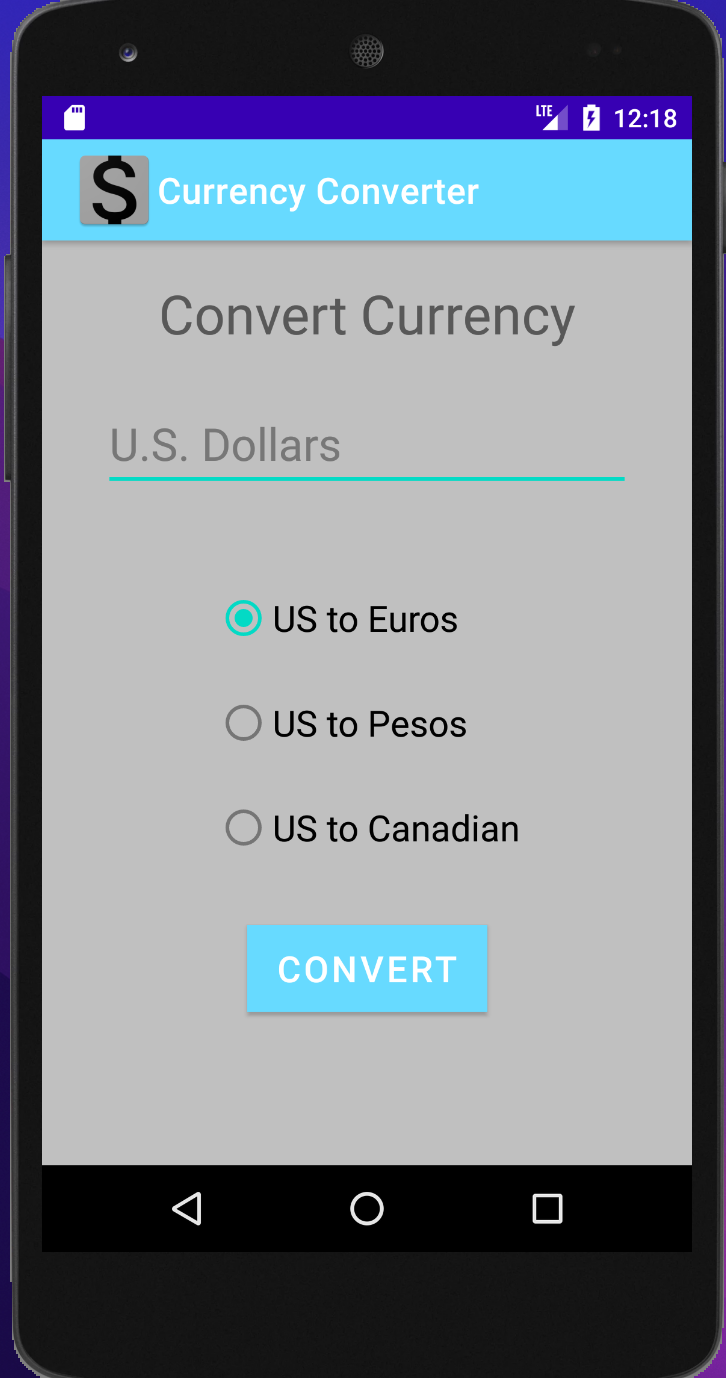 LTE 12:18
$ Currency Converter
Convert Currency
U.S. Dollars
US to Euros
US to Pesos
US to Canadian
CONVERT